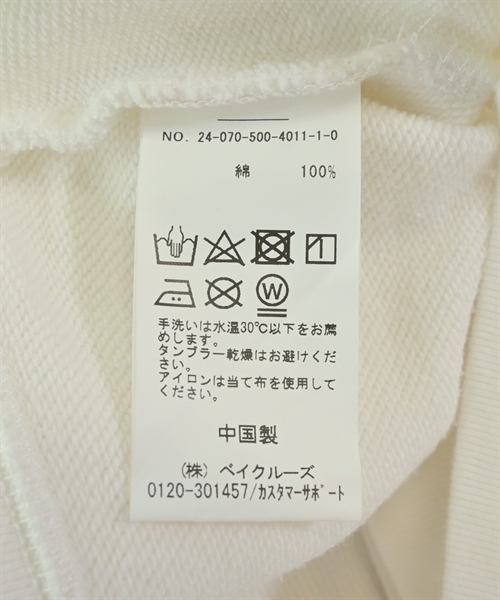 NO. 24-070-500-4011-1-0
綿 100%
W
手洗いは水温30℃以下をお薦
めします。
タンブラー乾燥はお避けくださ
い。
アイロンは当て布を使用して
ください。
中国製
(株) ベイクルーズ
0120-301457/カスタマーサポート